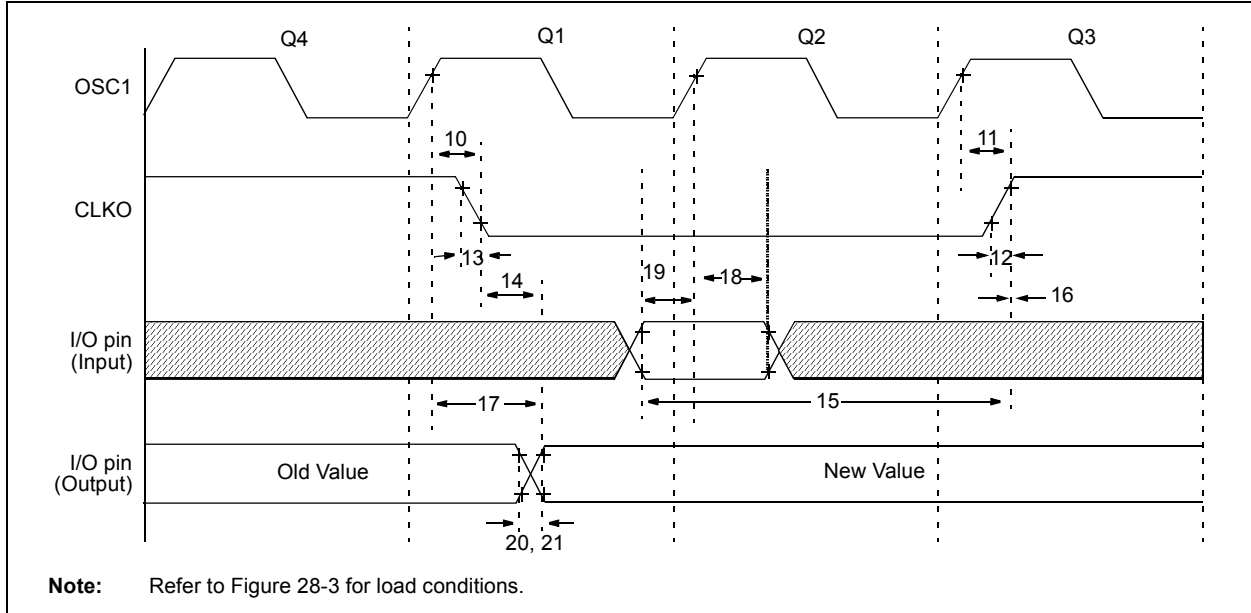 Q4 Q1 Q2 Q3
OSC1
10 11
CLKO
13 12
14 19 18
16
I/O pin
(Input)
17 15
I/O pin
(Output)
Old Value New Value
20, 21
Note: Refer to Figure 28-3 for load conditions.